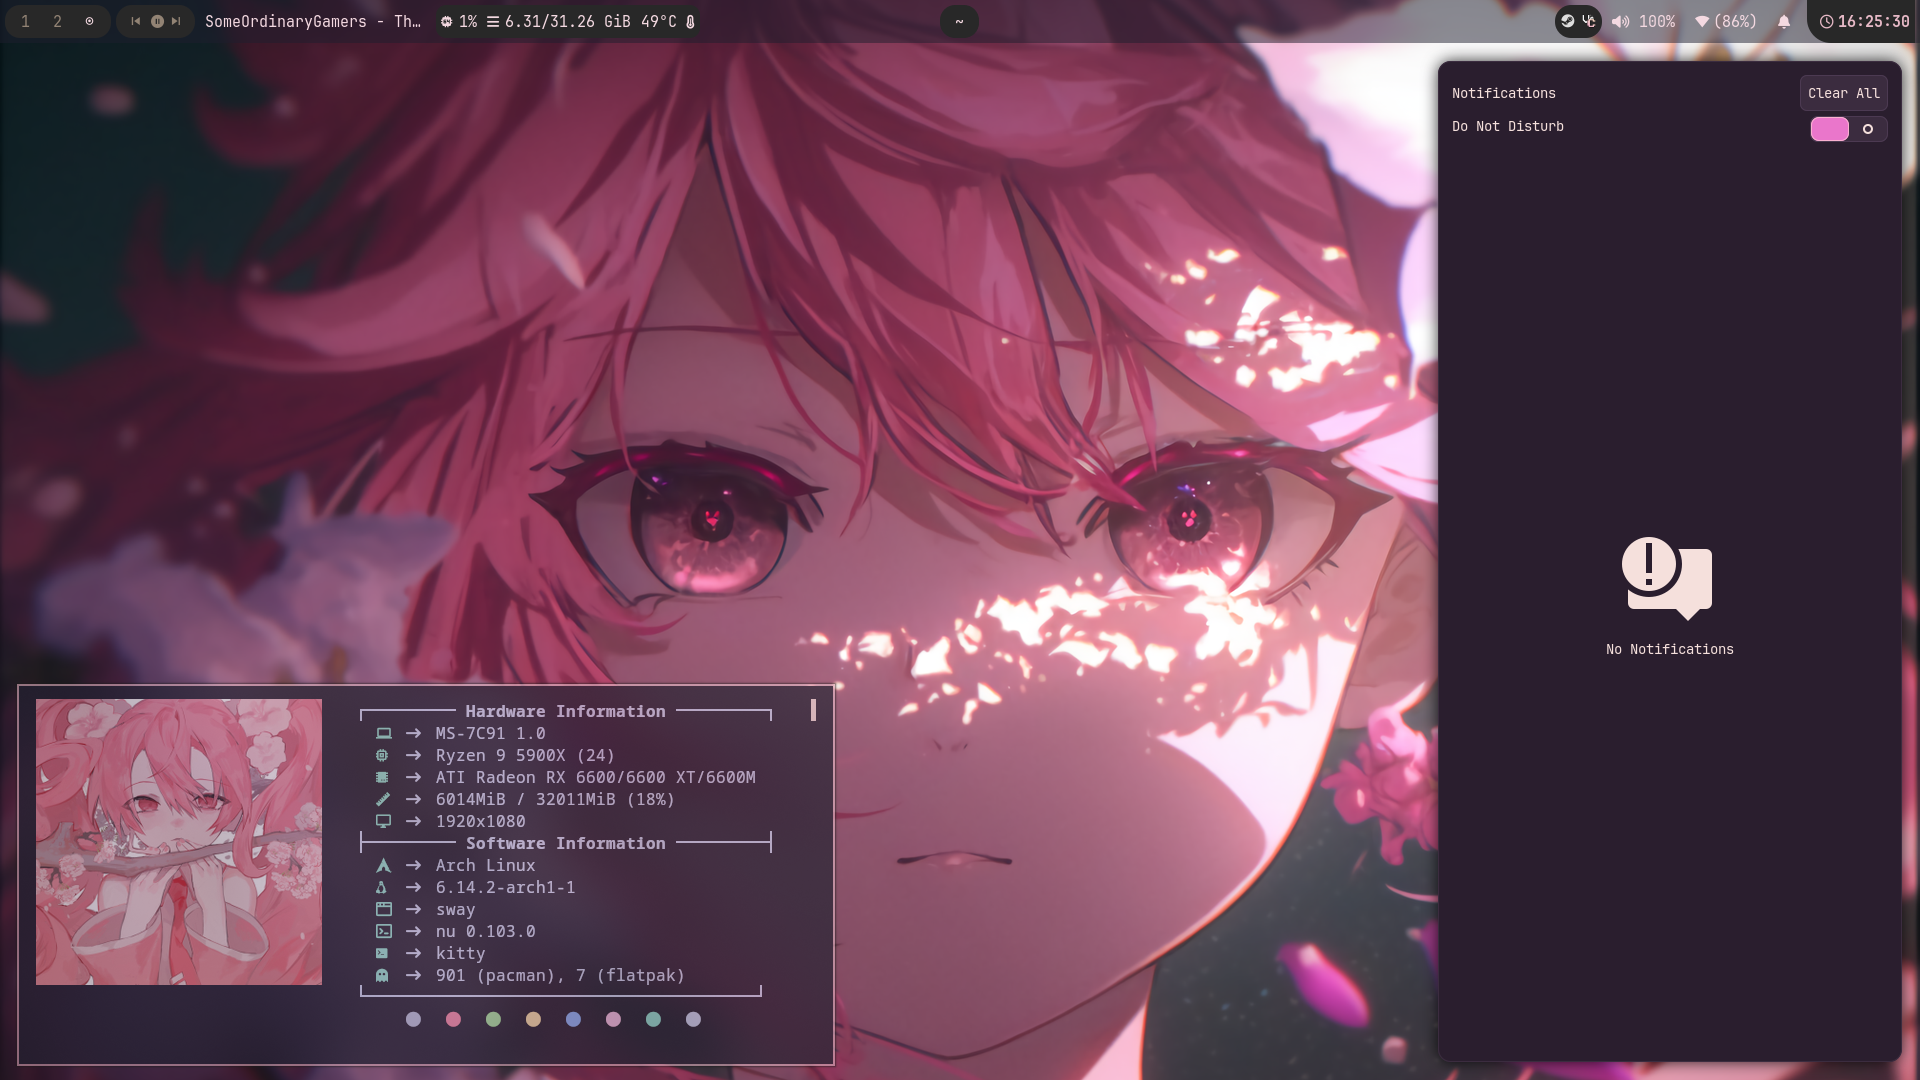 1 2
SomeOrdinaryGamers - Th…
1% 6.31/31.26 GiB 49°C
~
100%
(86%)
16:25:30
Notifications
Clear All
Do Not Disturb
No Notifications
Hardware Information
MS-7C91 1.0
Ryzen 9 5900X (24)
ATI Radeon RX 6600/6600 XT/6600M
6014MiB / 32011MiB (18%)
1920x1080
Software Information
Arch Linux
6.14.2-arch1-1
sway
nu 0.103.0
kitty
901 (pacman), 7 (flatpak)